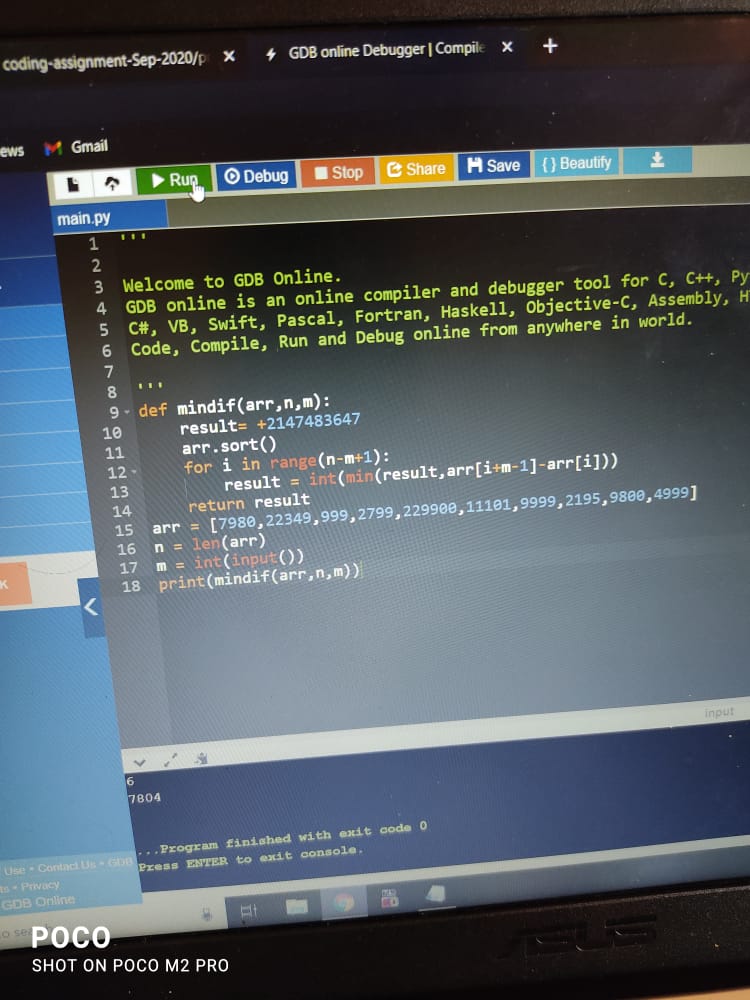 coding-assignment-Sep-2020/p
GDB online Debugger | Compile
ews
Gmail
Run
Debug
Stop
Share
Save
{ } Beautify
main.py
1 '''
2
3 Welcome to GDB Online.
4 GDB online is an online compiler and debugger tool for C, C++, Py
5 C#, VB, Swift, Pascal, Fortran, Haskell, Objective-C, Assembly, H
6 Code, Compile, Run and Debug online from anywhere in world.
7
8 '''
9 def mindif(arr,n,m):
10 result= +2147483647
11 arr.sort()
12 for i in range(n-m+1):
13 result = int(min(result,arr[i+m-1]-arr[i]))
14 return result
15 arr = [7980,22349,999,2799,229900,11101,9999,2195,9800,4999]
16 n = len(arr)
17 m = int(input())
18 print(mindif(arr,n,m))
K
input
6
7804
...Program finished with exit code 0
Press ENTER to exit console.
Use • Contact Us • GDB
ts • Privacy
GDB Online
o se
ASUS
POCO
SHOT ON POCO M2 PRO